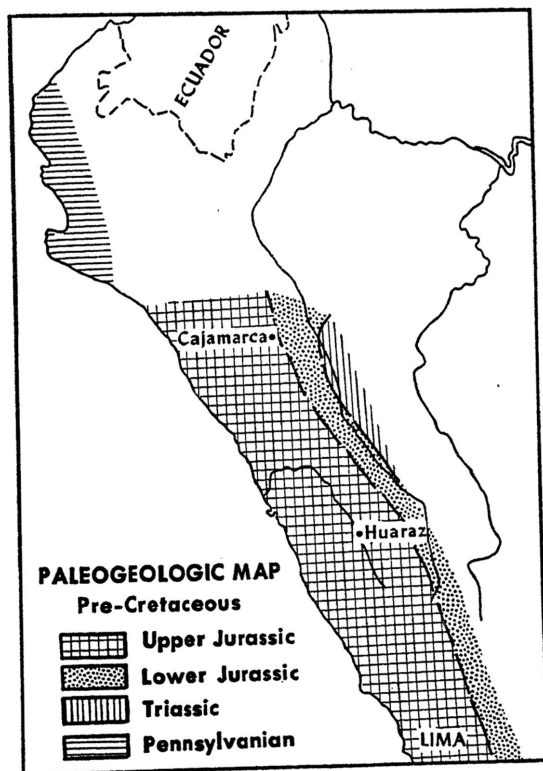 ECUADOR
Cajamarca
Huaraz
PALEOGEOLOGIC MAP
Pre-Cretaceous
Upper Jurassic
Lower Jurassic
Triassic
Pennsylvanian
LIMA